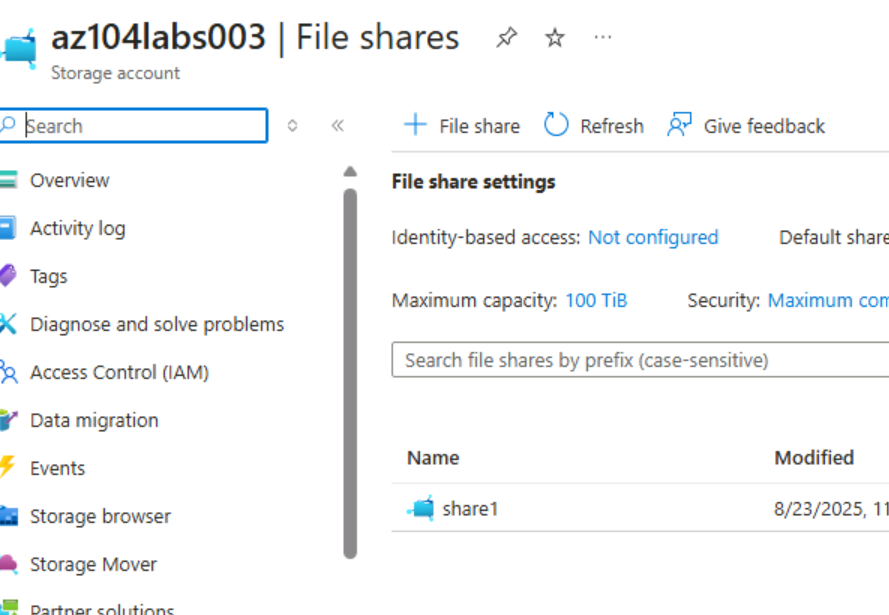 az104labs003 | File shares
Storage account
Search
Overview
Activity log
Tags
Diagnose and solve problems
Access Control (IAM)
Data migration
Events
Storage browser
Storage Mover
Partner solutions
File share
Refresh
Give feedback
File share settings
Identity-based access: Not configured
Default share
Maximum capacity: 100 TiB
Security: Maximum com
Search file shares by prefix (case-sensitive)
Name
Modified
share1
8/23/2025, 11